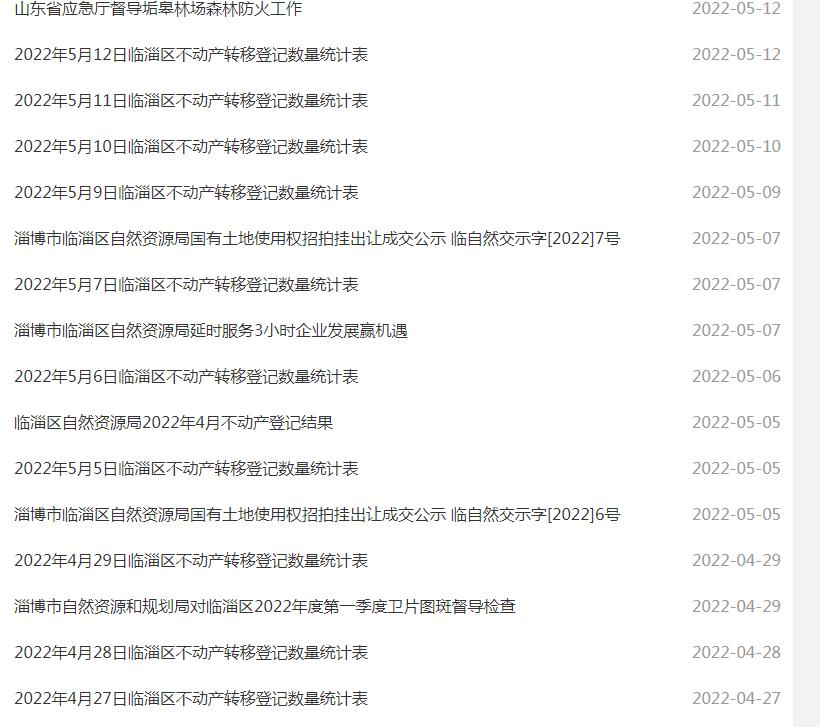 山东省应急厅督导垢皋林场森林防火工作 2022-05-12
2022年5月12日临淄区不动产转移登记数量统计表 2022-05-12
2022年5月11日临淄区不动产转移登记数量统计表 2022-05-11
2022年5月10日临淄区不动产转移登记数量统计表 2022-05-10
2022年5月9日临淄区不动产转移登记数量统计表 2022-05-09
淄博市临淄区自然资源局国有土地使用权招拍挂出让成交公示 临自然交示字[2022]7号 2022-05-07
2022年5月7日临淄区不动产转移登记数量统计表 2022-05-07
淄博市临淄区自然资源局延时服务3小时企业发展赢机遇 2022-05-07
2022年5月6日临淄区不动产转移登记数量统计表 2022-05-06
临淄区自然资源局2022年4月不动产登记结果 2022-05-05
2022年5月5日临淄区不动产转移登记数量统计表 2022-05-05
淄博市临淄区自然资源局国有土地使用权招拍挂出让成交公示 临自然交示字[2022]6号 2022-05-05
2022年4月29日临淄区不动产转移登记数量统计表 2022-04-29
淄博市自然资源和规划局对临淄区2022年度第一季度卫片图斑督导检查 2022-04-29
2022年4月28日临淄区不动产转移登记数量统计表 2022-04-28
2022年4月27日临淄区不动产转移登记数量统计表 2022-04-27